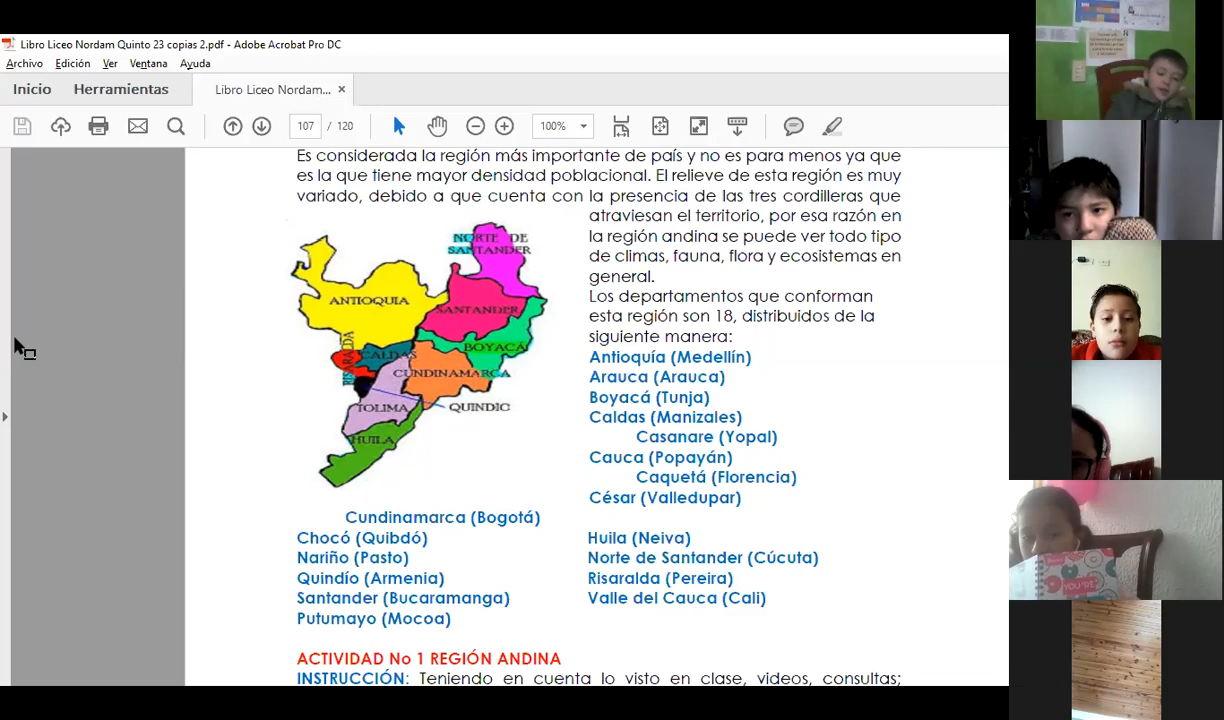 Libro Liceo Nordam Quinto 23 copias 2.pdf - Adobe Acrobat Pro DC
Archivo Edición Ver Ventana Ayuda
Inicio Herramientas Libro Liceo Nordam... ×
107 / 120 100%
Es considerada la región más importante de país y no es para menos ya que
es la que tiene mayor densidad poblacional. El relieve de esta región es muy
variado, debido a que cuenta con la presencia de las tres cordilleras que
atraviesan el territorio, por esa razón en
la región andina se puede ver todo tipo
de climas, fauna, flora y ecosistemas en
general.
Los departamentos que conforman
esta región son 18, distribuidos de la
siguiente manera:
Antioquía (Medellín)
Arauca (Arauca)
Boyacá (Tunja)
Caldas (Manizales)
Casanare (Yopal)
Cauca (Popayán)
Caquetá (Florencia)
César (Valledupar)
NORTE DE
SANTANDER
ANTIOQUIA
SANTANDER
RISARALDA
CALDAS
BOYACÁ
CUNDINAMARCA
TOLIMA
QUINDIC
HUILA
Cundinamarca (Bogotá)
Chocó (Quibdó) Huila (Neiva)
Nariño (Pasto) Norte de Santander (Cúcuta)
Quindío (Armenia) Risaralda (Pereira)
Santander (Bucaramanga) Valle del Cauca (Cali)
Putumayo (Mocoa)
ACTIVIDAD No 1 REGIÓN ANDINA
INSTRUCCIÓN: Teniendo en cuenta lo visto en clase, videos, consultas;